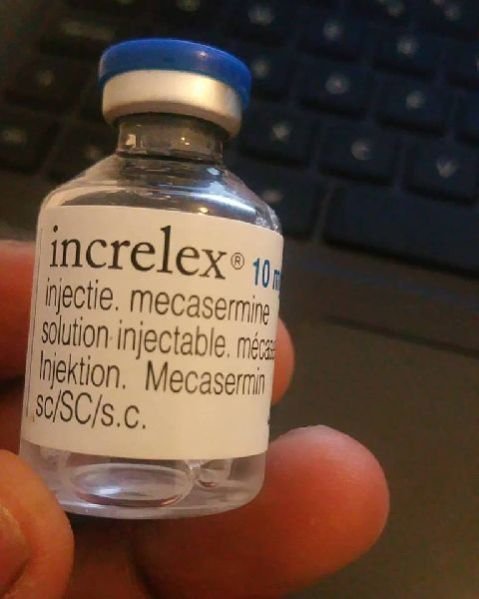 increlex® 10
injectie. mecasermine
solution injectable.
Injektion. Mecasermin
sc/SC/s.c.